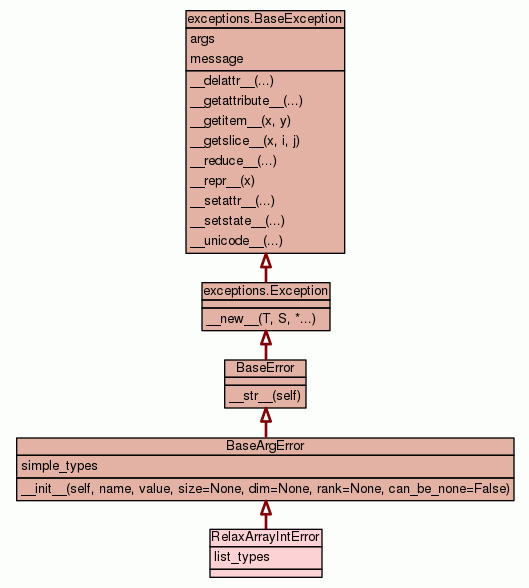 exceptions.BaseException
args
message
__delattr__(...)
__getattribute__(...)
__getitem__(x, y)
__getslice__(x, i, j)
__reduce__(...)
__repr__(x)
__setattr__(...)
__setstate__(...)
__unicode__(...)
exceptions.Exception
__new__(T, S, *...)
BaseError
__str__(self)
BaseArgError
simple_types
__init__(self, name, value, size=None, dim=None, rank=None, can_be_none=False)
RelaxArrayIntError
list_types